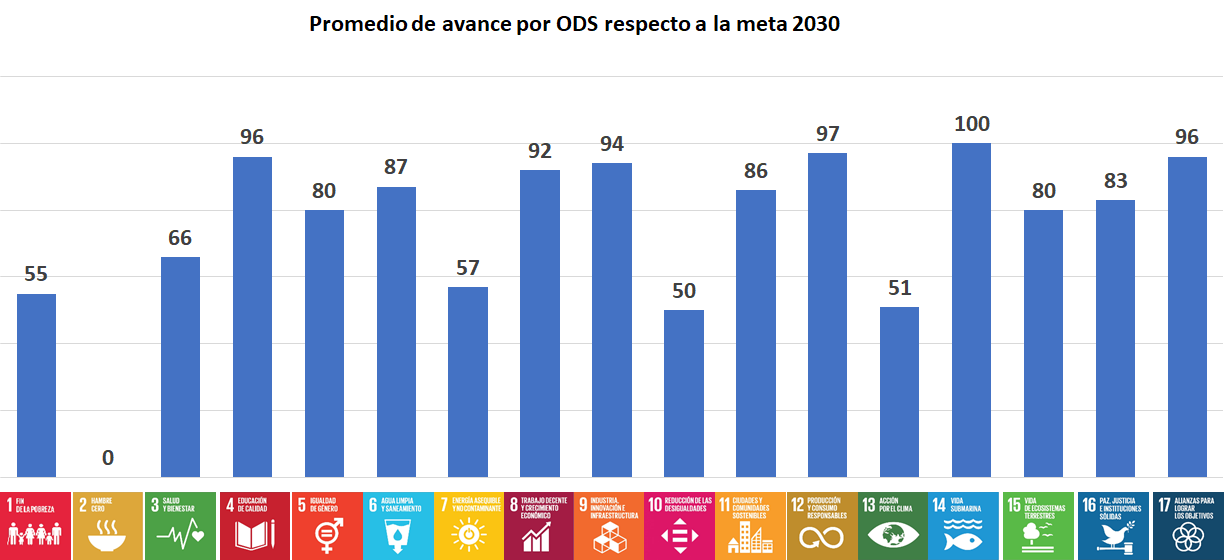 Promedio de avance por ODS respecto a la meta 2030
55
0
66
96
80
87
57
92
94
50
86
97
51
100
80
83
96
1 FIN
DE LA POBREZA
2 HAMBRE
CERO
3 SALUD
Y BIENESTAR
4 EDUCACIÓN
DE CALIDAD
5 IGUALDAD
DE GÉNERO
6 AGUA LIMPIA
Y SANEAMIENTO
7 ENERGÍA ASEQUIBLE
Y NO CONTAMINANTE
8 TRABAJO DECENTE
Y CRECIMIENTO
ECONÓMICO
9 INDUSTRIA,
INNOVACIÓN E
INFRAESTRUCTURA
10 REDUCCIÓN DE LAS
DESIGUALDADES
11 CIUDADES Y
COMUNIDADES
SOSTENIBLES
12 PRODUCCIÓN
Y CONSUMO
RESPONSABLES
13 ACCIÓN
POR EL CLIMA
14 VIDA
SUBMARINA
15 VIDA
DE ECOSISTEMAS
TERRESTRES
16 PAZ, JUSTICIA
E INSTITUCIONES
SÓLIDAS
17 ALIANZAS PARA
LOGRAR
LOS OBJETIVOS